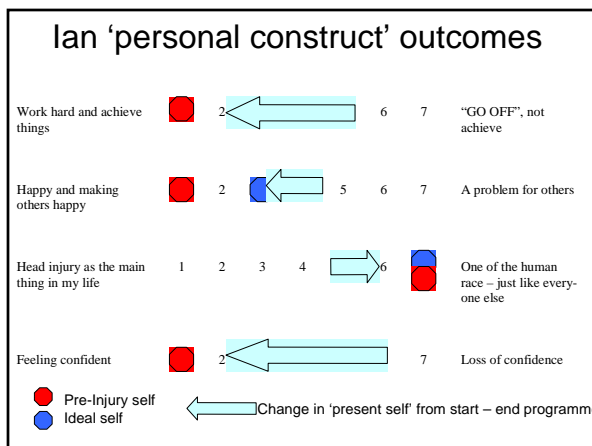 Ian ‘personal construct’ outcomes
Work hard and achieve 2 6 7 “GO OFF”, not
things achieve
Happy and making 2 5 6 7 A problem for others
others happy
Head injury as the main 1 2 3 4 6 One of the human
thing in my life race – just like every-
one else
Feeling confident 2 7 Loss of confidence
Pre-Injury self
Ideal self
Change in ‘present self’ from start – end programm